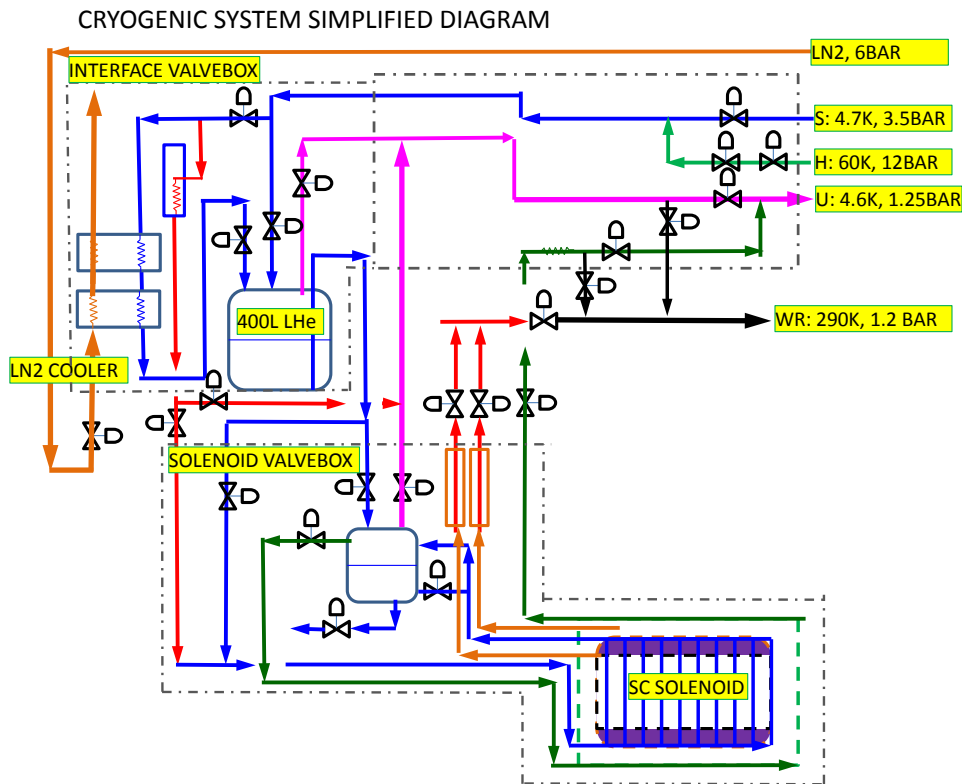 CRYOGENIC SYSTEM SIMPLIFIED DIAGRAM
LN2, 6BAR
INTERFACE VALVEBOX
S: 4.7K, 3.5BAR
H: 60K, 12BAR
U: 4.6K, 1.25BAR
400L LHe
WR: 290K, 1.2 BAR
LN2 COOLER
SOLENOID VALVEBOX
SC SOLENOID